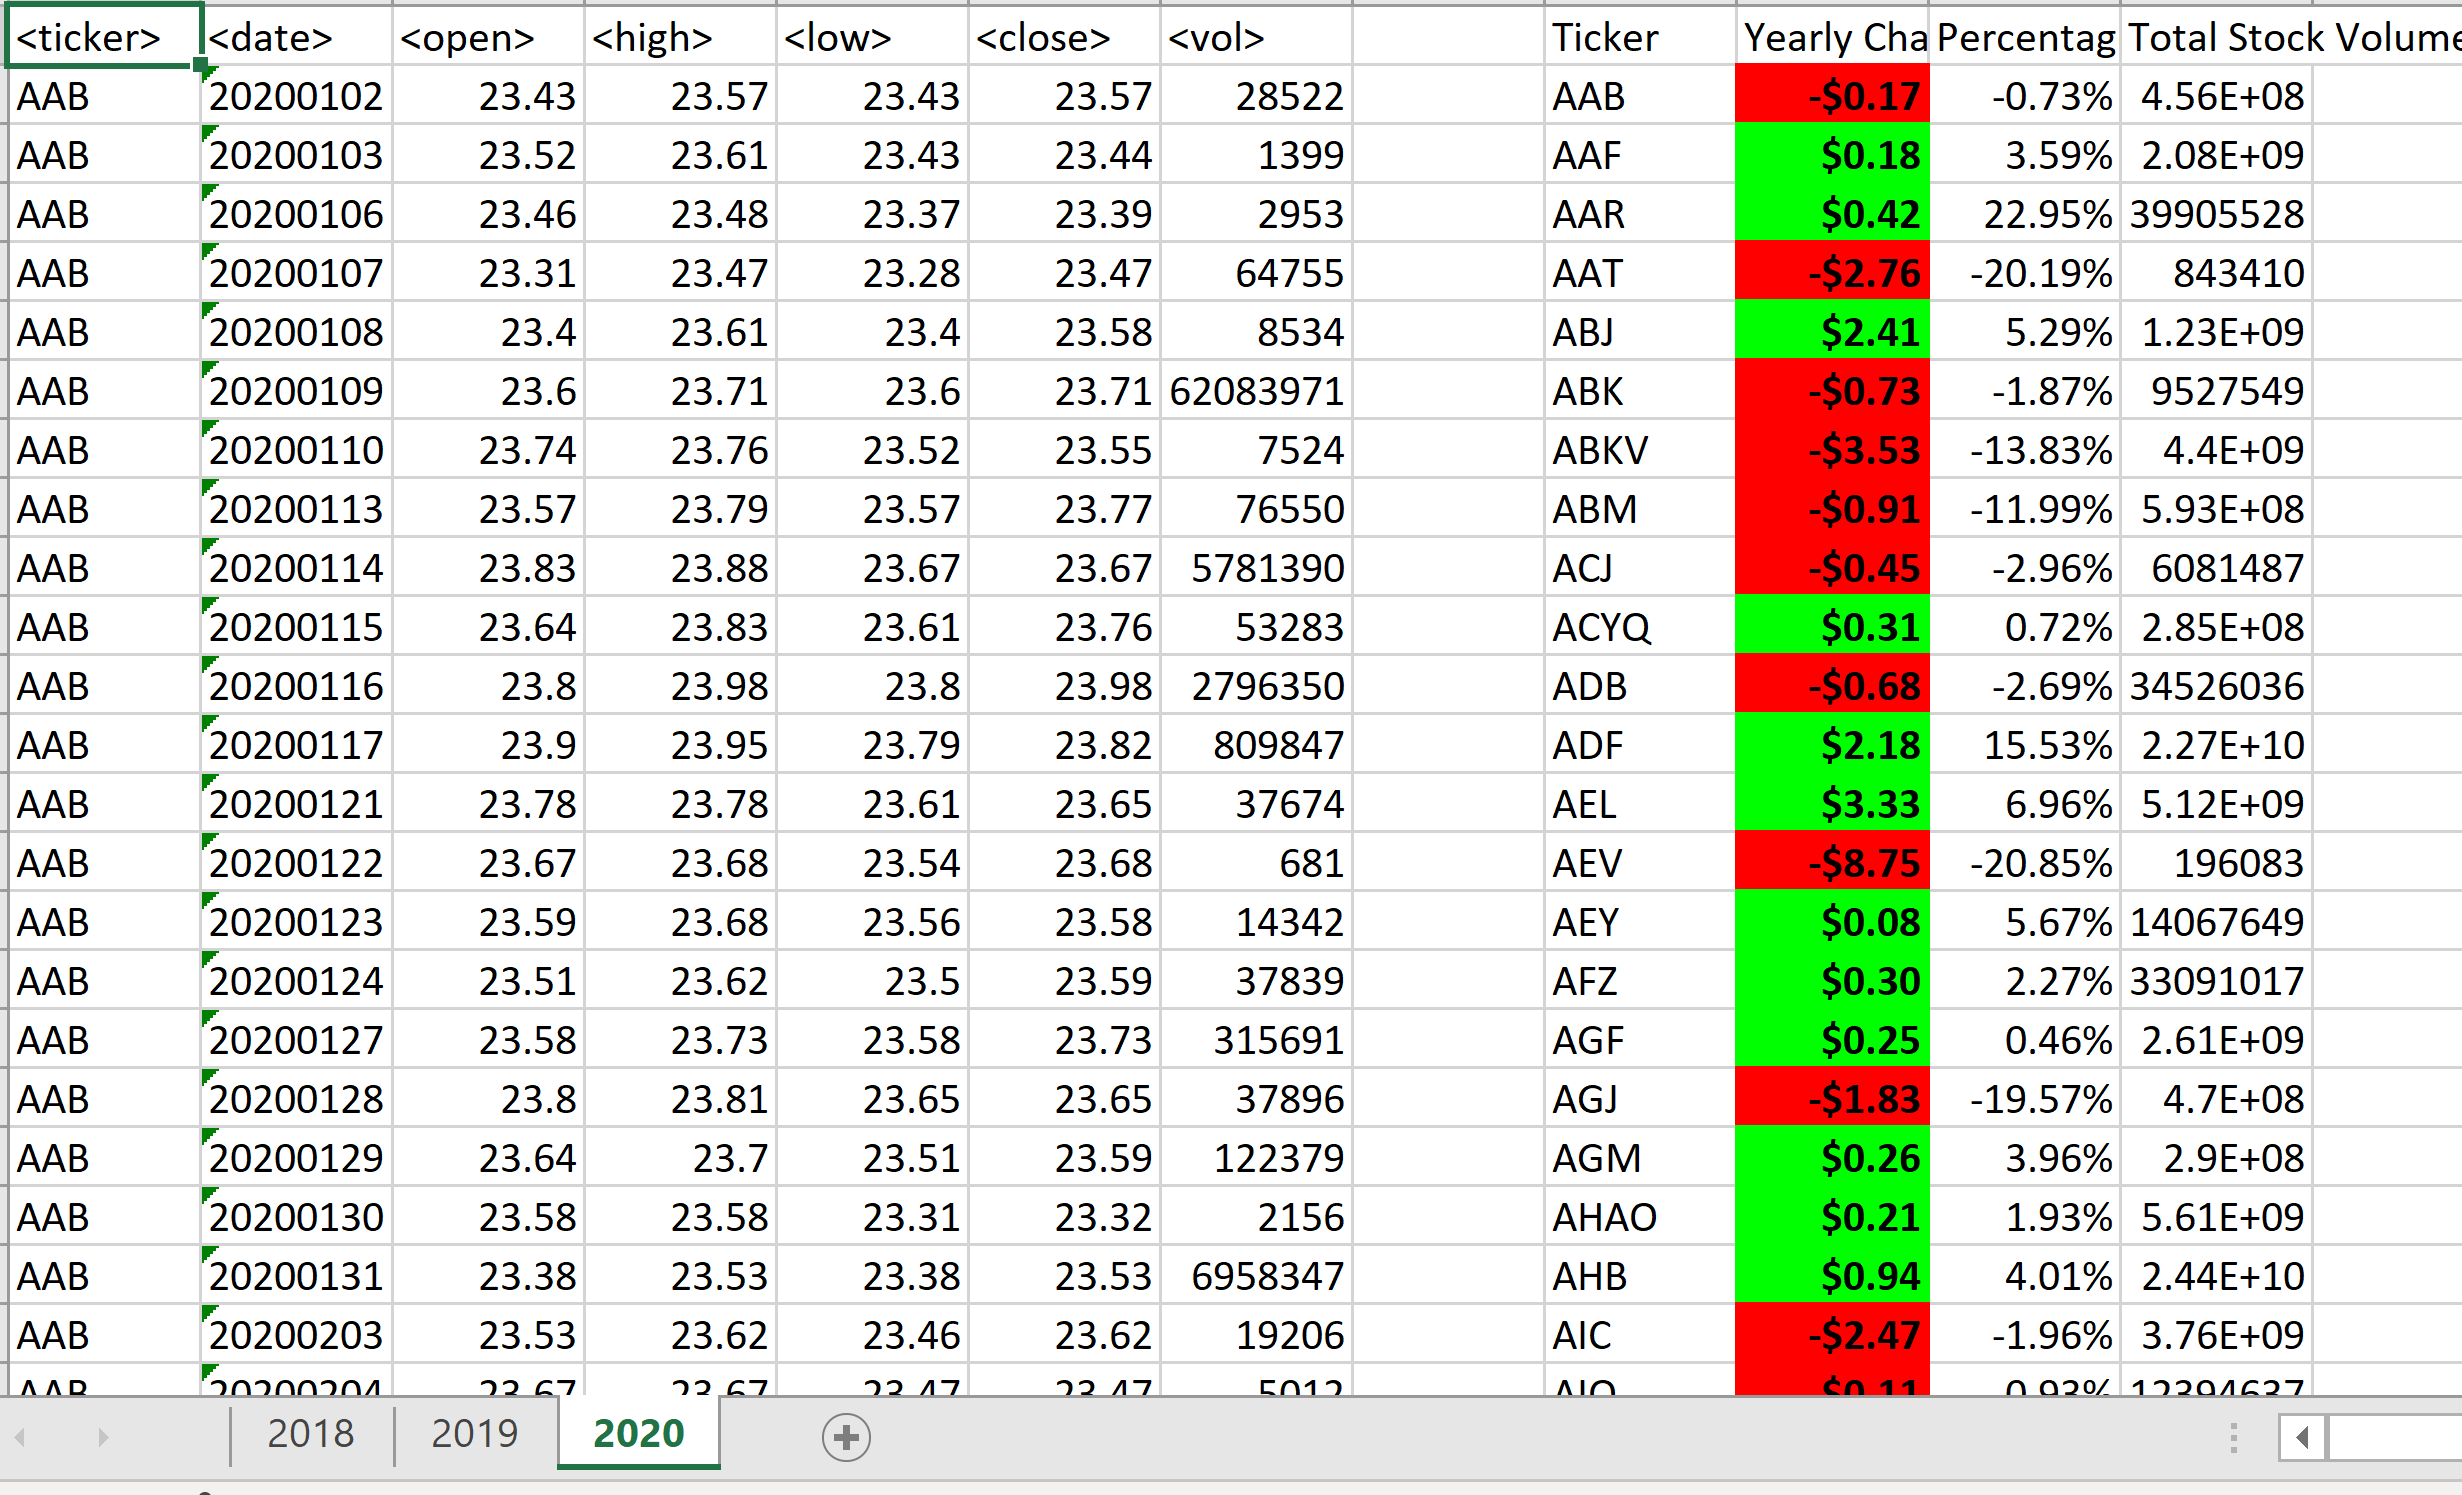 <ticker> <date> <open> <high> <low> <close> <vol> Ticker Yearly Cha Percentag Total Stock Volume
AAB 20200102 23.43 23.57 23.43 23.57 28522 AAB -$0.17 -0.73% 4.56E+08
AAB 20200103 23.52 23.61 23.43 23.44 1399 AAF $0.18 3.59% 2.08E+09
AAB 20200106 23.46 23.48 23.37 23.39 2953 AAR $0.42 22.95% 39905528
AAB 20200107 23.31 23.47 23.28 23.47 64755 AAT -$2.76 -20.19% 843410
AAB 20200108 23.4 23.61 23.4 23.58 8534 ABJ $2.41 5.29% 1.23E+09
AAB 20200109 23.6 23.71 23.6 23.71 62083971 ABK -$0.73 -1.87% 9527549
AAB 20200110 23.74 23.76 23.52 23.55 7524 ABKV -$3.53 -13.83% 4.4E+09
AAB 20200113 23.57 23.79 23.57 23.77 76550 ABM -$0.91 -11.99% 5.93E+08
AAB 20200114 23.83 23.88 23.67 23.67 5781390 ACJ -$0.45 -2.96% 6081487
AAB 20200115 23.64 23.83 23.61 23.76 53283 ACYQ $0.31 0.72% 2.85E+08
AAB 20200116 23.8 23.98 23.8 23.98 2796350 ADB -$0.68 -2.69% 34526036
AAB 20200117 23.9 23.95 23.79 23.82 809847 ADF $2.18 15.53% 2.27E+10
AAB 20200121 23.78 23.78 23.61 23.65 37674 AEL $3.33 6.96% 5.12E+09
AAB 20200122 23.67 23.68 23.54 23.68 681 AEV -$8.75 -20.85% 196083
AAB 20200123 23.59 23.68 23.56 23.58 14342 AEY $0.08 5.67% 14067649
AAB 20200124 23.51 23.62 23.5 23.59 37839 AFZ $0.30 2.27% 33091017
AAB 20200127 23.58 23.73 23.58 23.73 315691 AGF $0.25 0.46% 2.61E+09
AAB 20200128 23.8 23.81 23.65 23.65 37896 AGJ -$1.83 -19.57% 4.7E+08
AAB 20200129 23.64 23.7 23.51 23.59 122379 AGM $0.26 3.96% 2.9E+08
AAB 20200130 23.58 23.58 23.31 23.32 2156 AHAO $0.21 1.93% 5.61E+09
AAB 20200131 23.38 23.53 23.38 23.53 6958347 AHB $0.94 4.01% 2.44E+10
AAB 20200203 23.53 23.62 23.46 23.62 19206 AIC -$2.47 -1.96% 3.76E+09
AAB 20200204 23.67 23.67 23.47 23.47 5012
2018 2019 2020